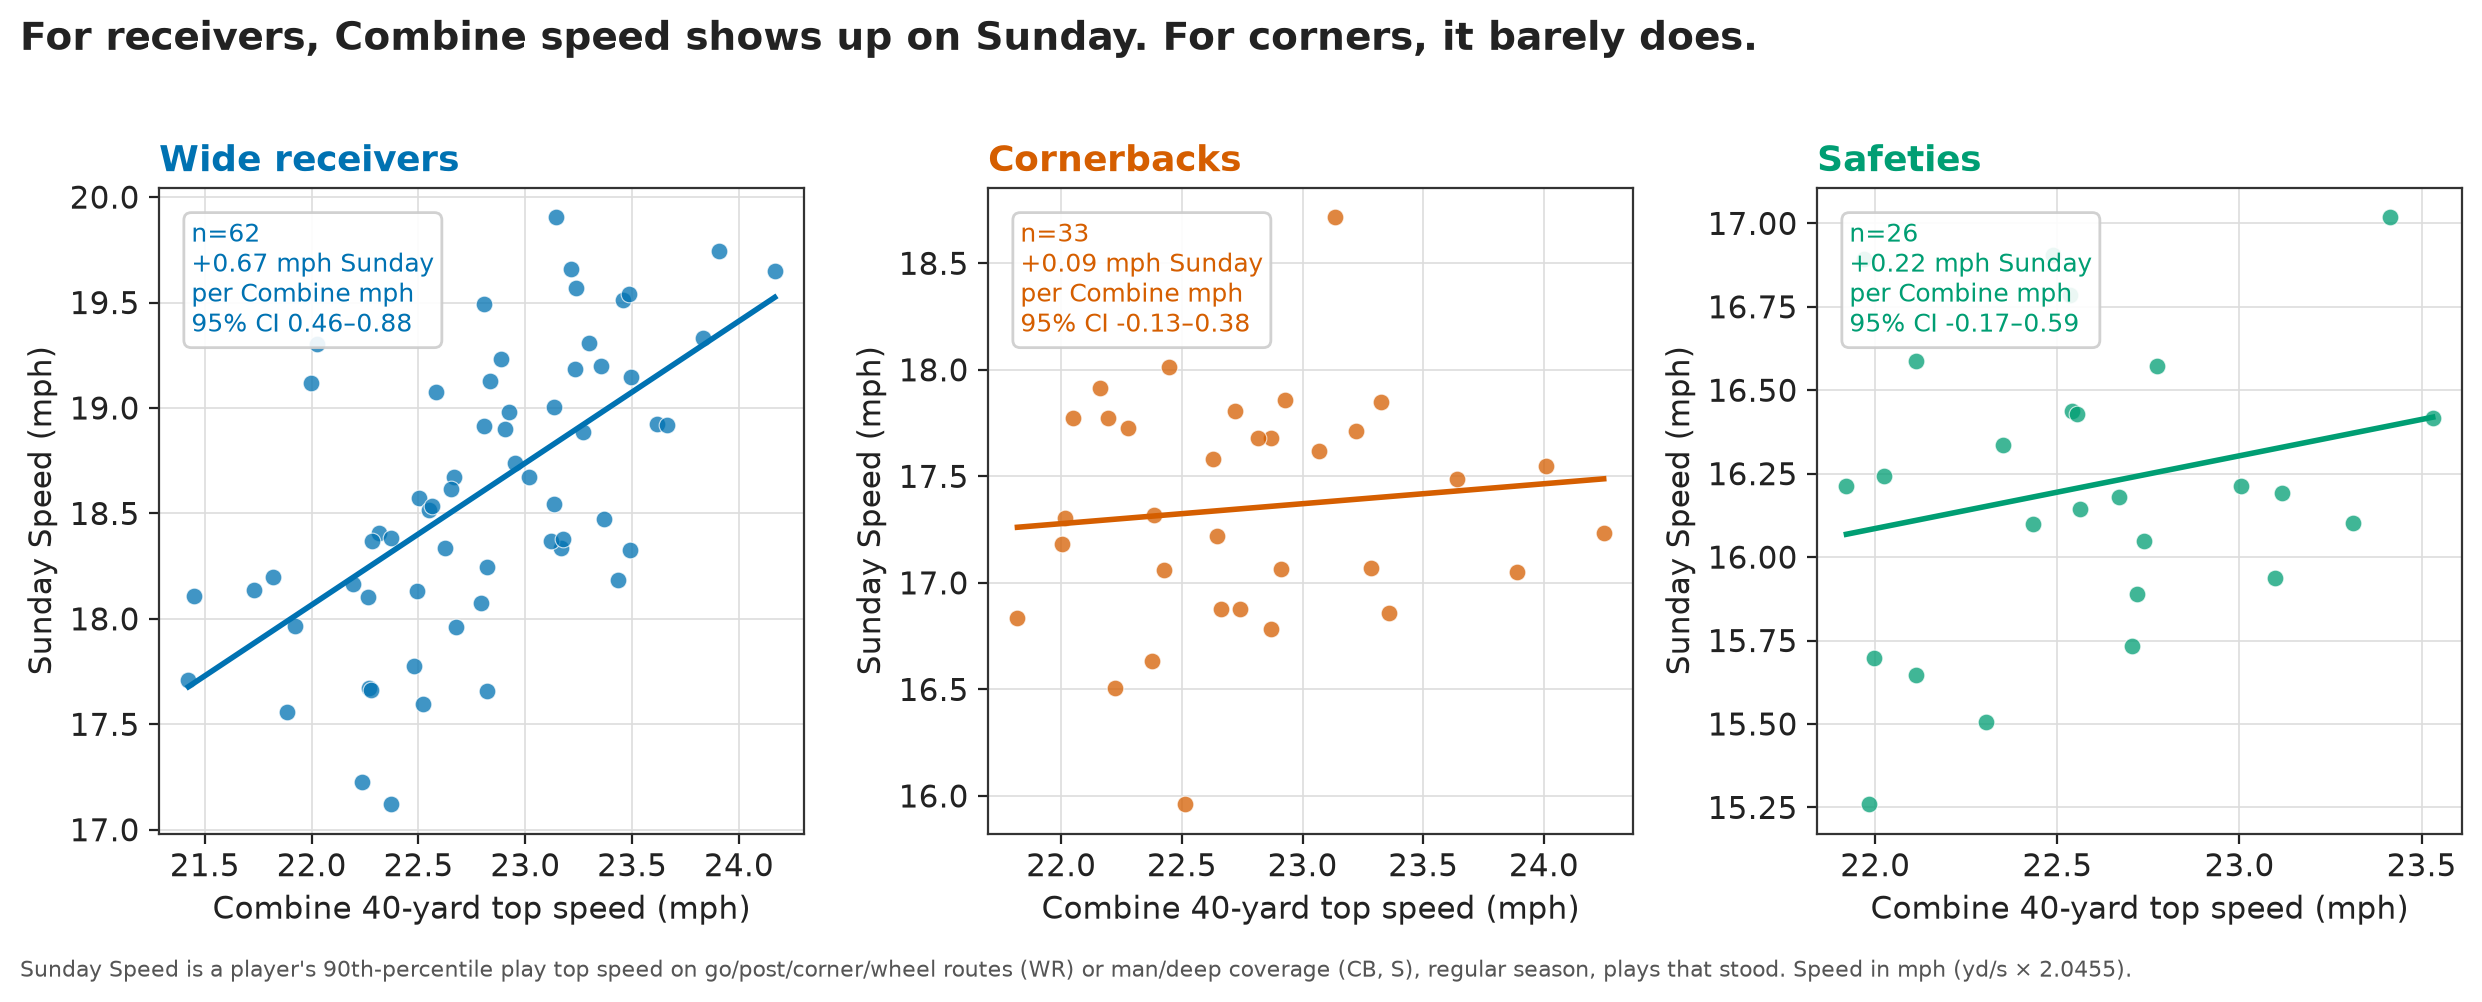 For receivers, Combine speed shows up on Sunday. For corners, it barely does.
Wide receivers
n=62
+0.67 mph Sunday
per Combine mph
95% CI 0.46–0.88
Sunday Speed (mph)
20.0
19.5
19.0
18.5
18.0
17.5
17.0
21.5 22.0 22.5 23.0 23.5 24.0
Combine 40-yard top speed (mph)
Cornerbacks
n=33
+0.09 mph Sunday
per Combine mph
95% CI -0.13–0.38
Sunday Speed (mph)
18.5
18.0
17.5
17.0
16.5
16.0
22.0 22.5 23.0 23.5 24.0
Combine 40-yard top speed (mph)
Safeties
n=26
+0.22 mph Sunday
per Combine mph
95% CI -0.17–0.59
Sunday Speed (mph)
17.00
16.75
16.50
16.25
16.00
15.75
15.50
15.25
22.0 22.5 23.0 23.5
Combine 40-yard top speed (mph)
Sunday Speed is a player's 90th-percentile play top speed on go/post/corner/wheel routes (WR) or man/deep coverage (CB, S), regular season, plays that stood. Speed in mph (yd/s × 2.0455).